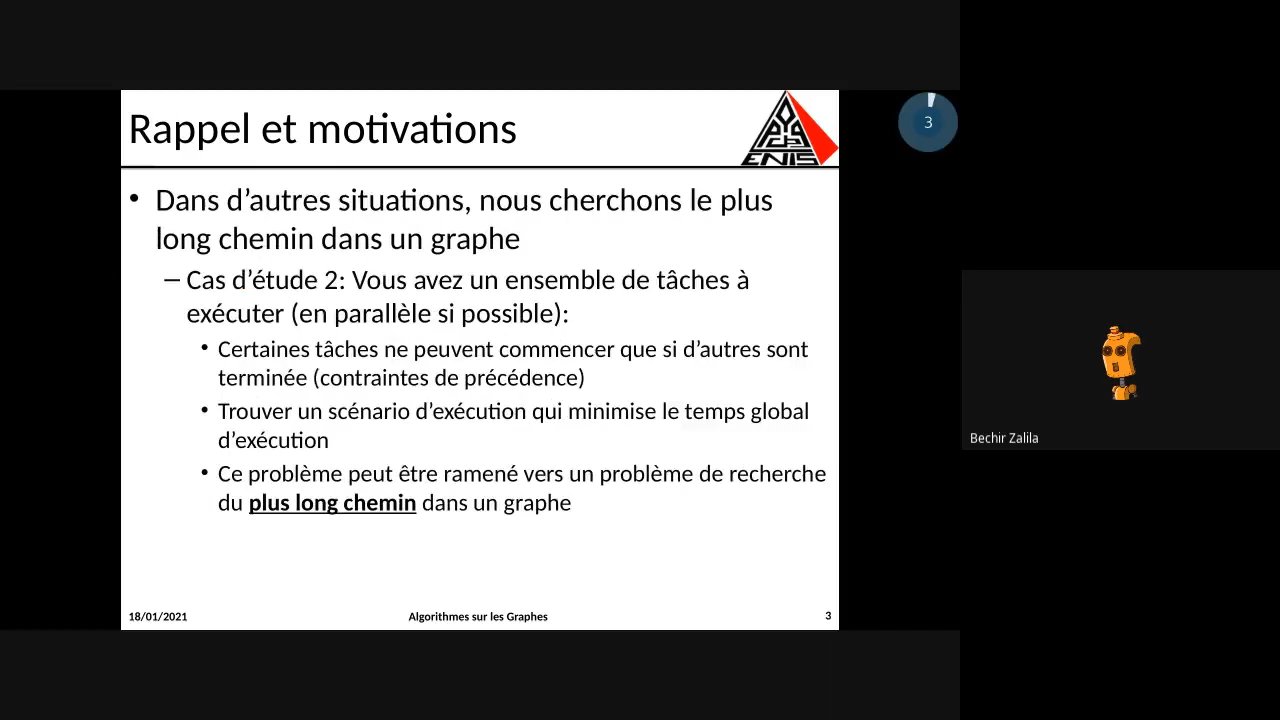 Rappel et motivations
ENIS
3
• Dans d’autres situations, nous cherchons le plus
long chemin dans un graphe
– Cas d’étude 2: Vous avez un ensemble de tâches à
exécuter (en parallèle si possible):
• Certaines tâches ne peuvent commencer que si d’autres sont
terminée (contraintes de précédence)
• Trouver un scénario d’exécution qui minimise le temps global
d’exécution
• Ce problème peut être ramené vers un problème de recherche
du plus long chemin dans un graphe
Bechir Zalila
18/01/2021
Algorithmes sur les Graphes
3